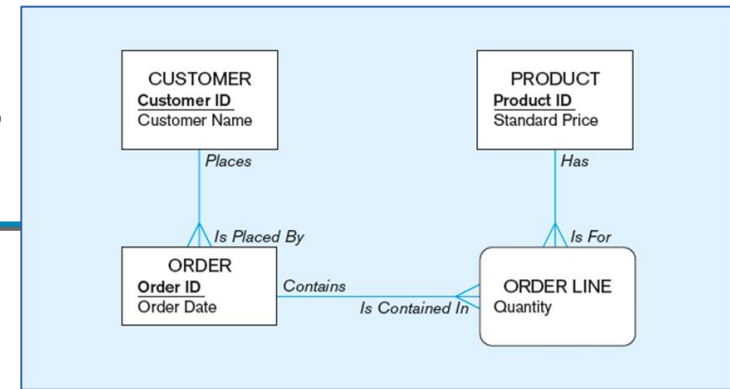 CUSTOMER
Customer ID
Customer Name
PRODUCT
Product ID
Standard Price
Places
Has
Is Placed By
Is For
ORDER
Order ID
Order Date
Contains
Is Contained In
ORDER LINE
Quantity